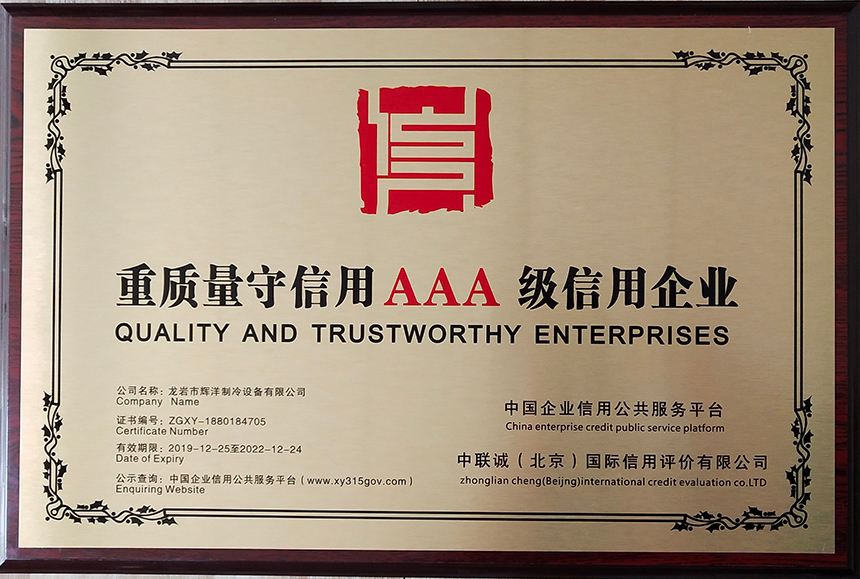 信
重质量守信用AAA 级信用企业
QUALITY AND TRUSTWORTHY ENTERPRISES
公司名称：龙岩市辉洋制冷设备有限公司
Company Name
证书编号：ZGXY-1880184705
Certificate Number
有效期限：2019-12-25至2022-12-24
Date of Expiry
公示查询：中国企业信用公共服务平台（www.xy315gov.com）
Enquiring Website
中国企业信用公共服务平台
China enterprise credit public service platform
中联诚（北京）国际信用评价有限公司
zhonglian cheng(Beijng)international credit evaluation co.LTD